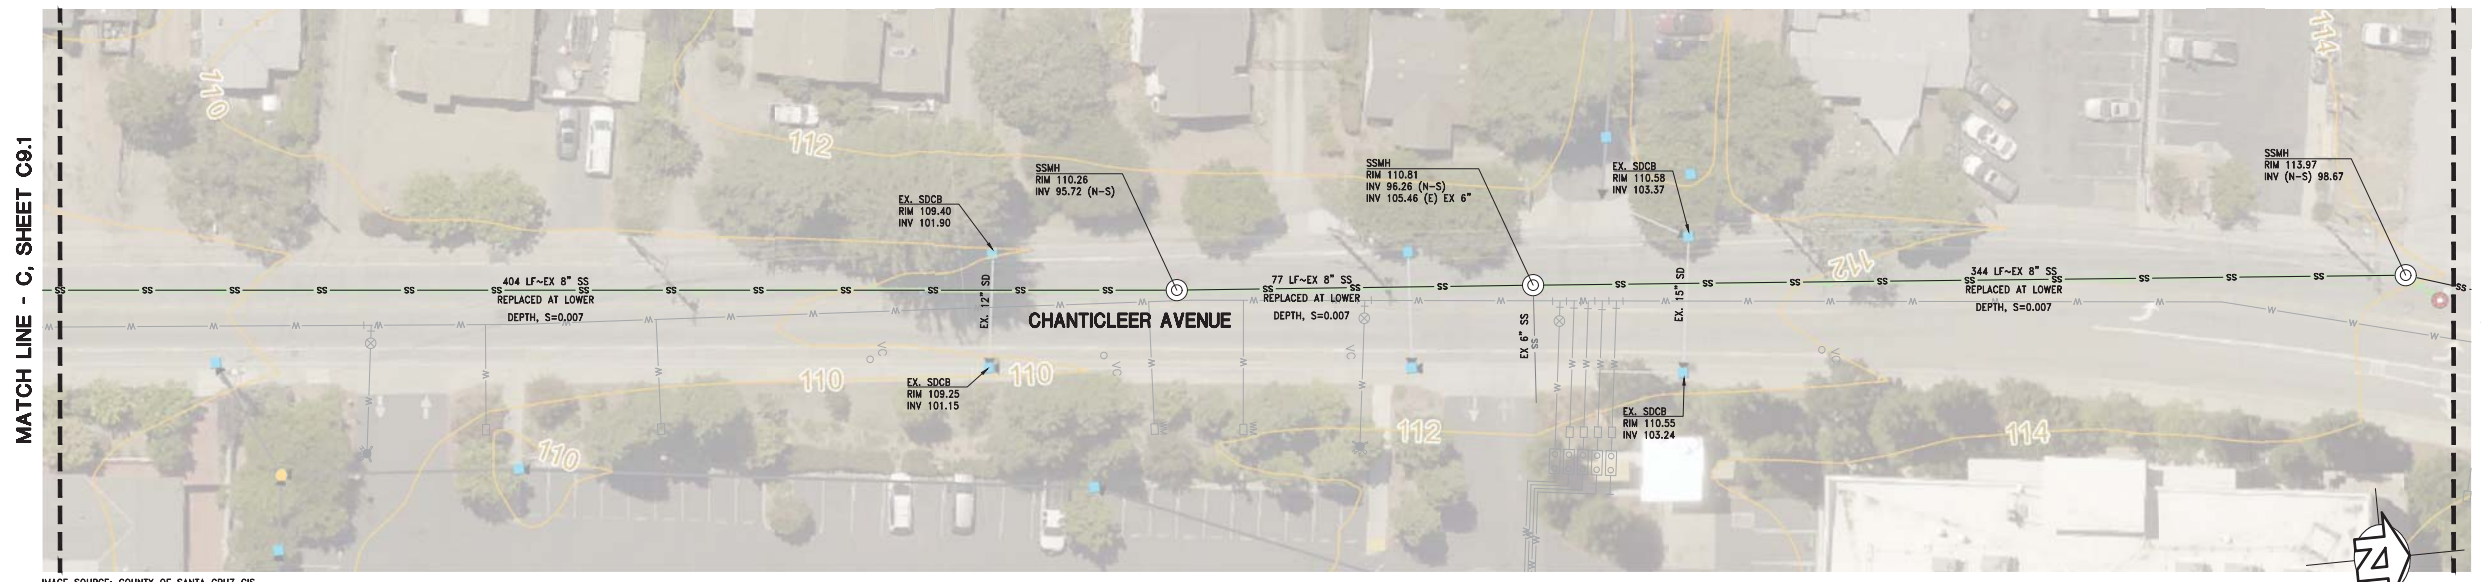 MATCH LINE - C, SHEET C9.1
110
112
114
EX. SDCB
RIM 109.40
INV 101.90
SSMH
RIM 110.26
INV 95.72 (N-S)
SSMH
RIM 110.81
INV 96.26 (N-S)
INV 105.46 (E) EX 6"
EX. SDCB
RIM 110.58
INV 103.37
SSMH
RIM 113.97
INV (N-S) 98.67
404 LF~EX 8" SS
REPLACED AT LOWER
DEPTH, S=0.007
EX. 12" SD
77 LF~EX 8" SS
REPLACED AT LOWER
DEPTH, S=0.007
EX 6" SS
EX. 15" SD
112
344 LF~EX 8" SS
REPLACED AT LOWER
DEPTH, S=0.007
CHANTICLEER AVENUE
EX. SDCB
RIM 109.25
INV 101.15
110
110
110
112
EX. SDCB
RIM 110.55
INV 103.24
114
IMAGE SOURCE: COUNTY OF SANTA CRUZ GIS